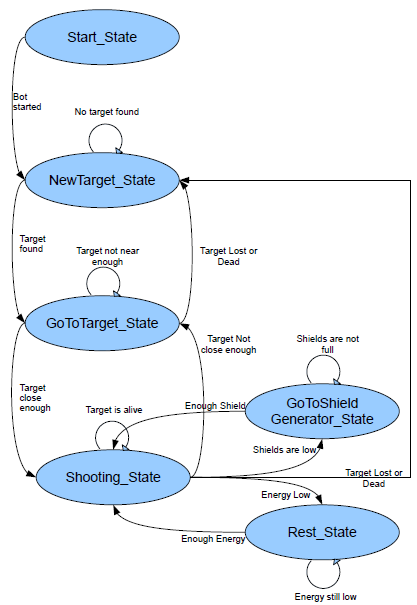 Start_State
Bot
started
No target found
NewTarget_State
Target
found
Target not near
enough
Target Lost or
Dead
GoToTarget_State
Target Not
close enough
Shields are not
full
Target
close
enough
Target is alive
Enough Shield
GoToShield
Generator_State
Shields are low
Shooting_State
Target Lost or
Dead
Energy Low
Enough Energy
Rest_State
Energy still low